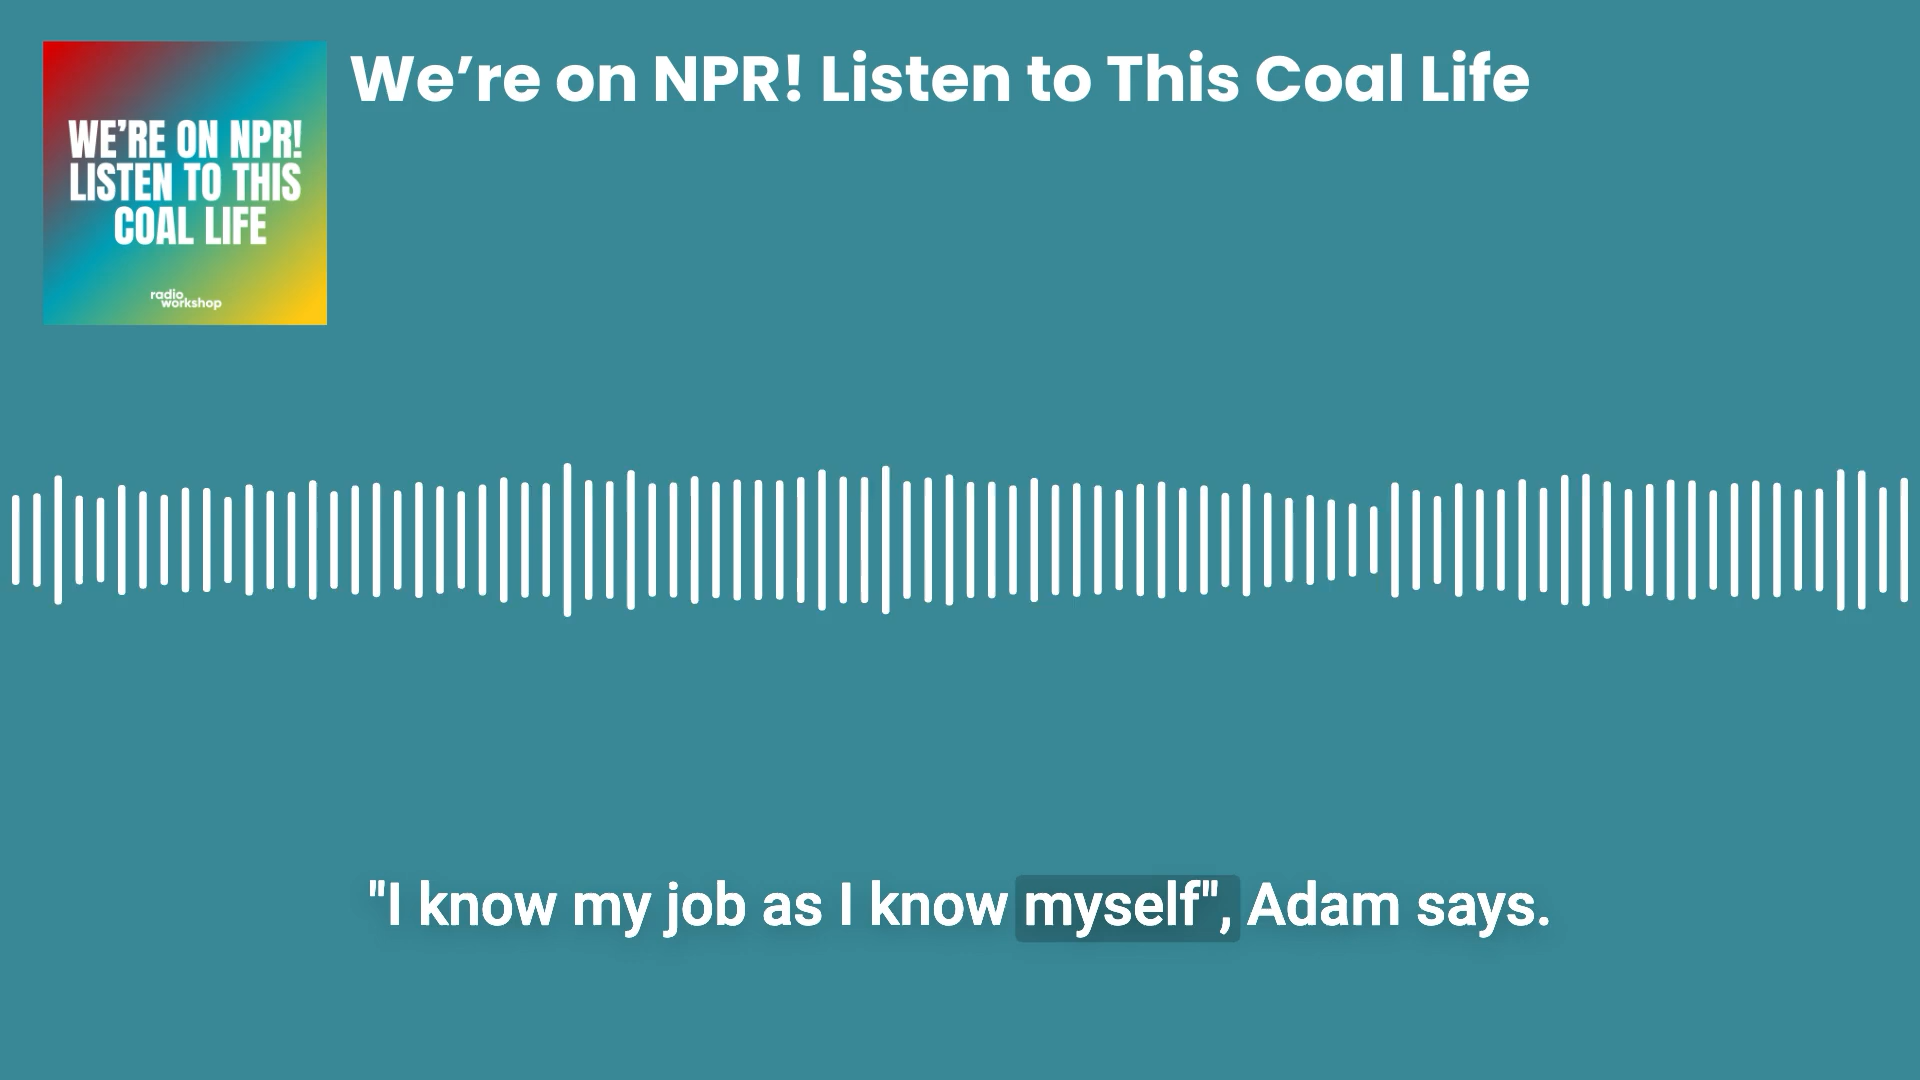 We’re on NPR! Listen to This Coal Life
WE’RE ON NPR!
LISTEN TO THIS
COAL LIFE
radio
workshop
"I know my job as I know myself", Adam says.